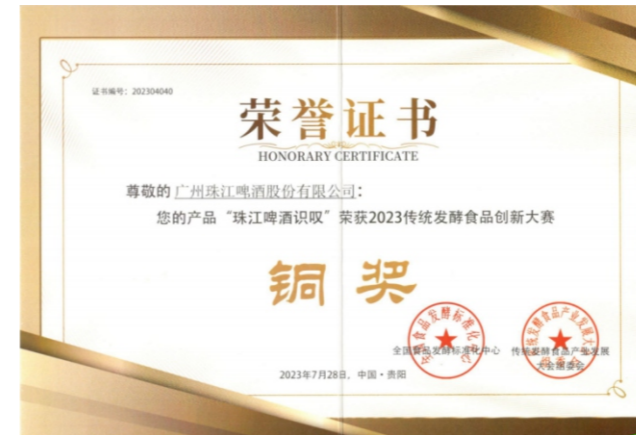 证书编号：202304040
荣誉证书
HONORARY CERTIFICATE
尊敬的 广州珠江啤酒股份有限公司：
您的产品“珠江啤酒识叹”荣获2023传统发酵食品创新大赛
铜奖
全国食品发酵标准化中心 传统发酵食品产业发展
大会组委会
2023年7月28日，中国·贵阳